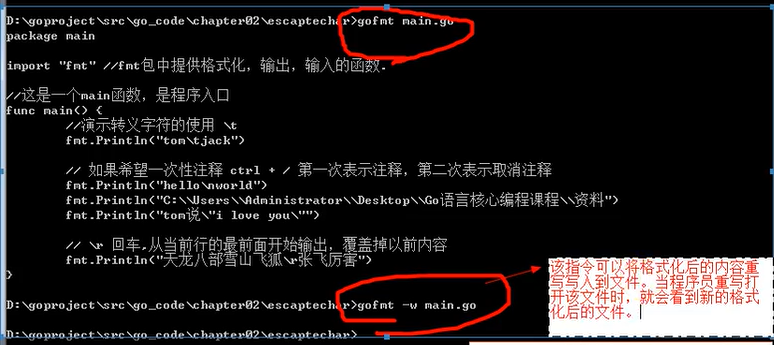 D:\goproject\src\go_code\chapter02\escaptechar>gofmt main.go
package main
import "fmt" //fmt包中提供格式化，输出，输入的函数.
//这是一个main函数，是程序入口
func main() {
//演示转义字符的使用 \t
fmt.Println("tom\tjack")
// 如果希望一次性注释 ctrl + / 第一次表示注释，第二次表示取消注释
fmt.Println("hello\nworld")
fmt.Println("C:\\Users\\Administrator\\Desktop\\Go语言核心编程课程\\资料")
fmt.Println("tom说\"i love you\"")
// \r 回车,从当前行的最前面开始输出，覆盖掉以前内容
fmt.Println("天龙八部雪山飞狐\r张飞厉害")
}
D:\goproject\src\go_code\chapter02\escaptechar>gofmt -w main.go
D:\goproject\src\go_code\chapter02\escaptechar>
该指令可以将格式化后的内容重
写写入到文件。当程序员重写打
开该文件时，就会看到新的格式
化后的文件。